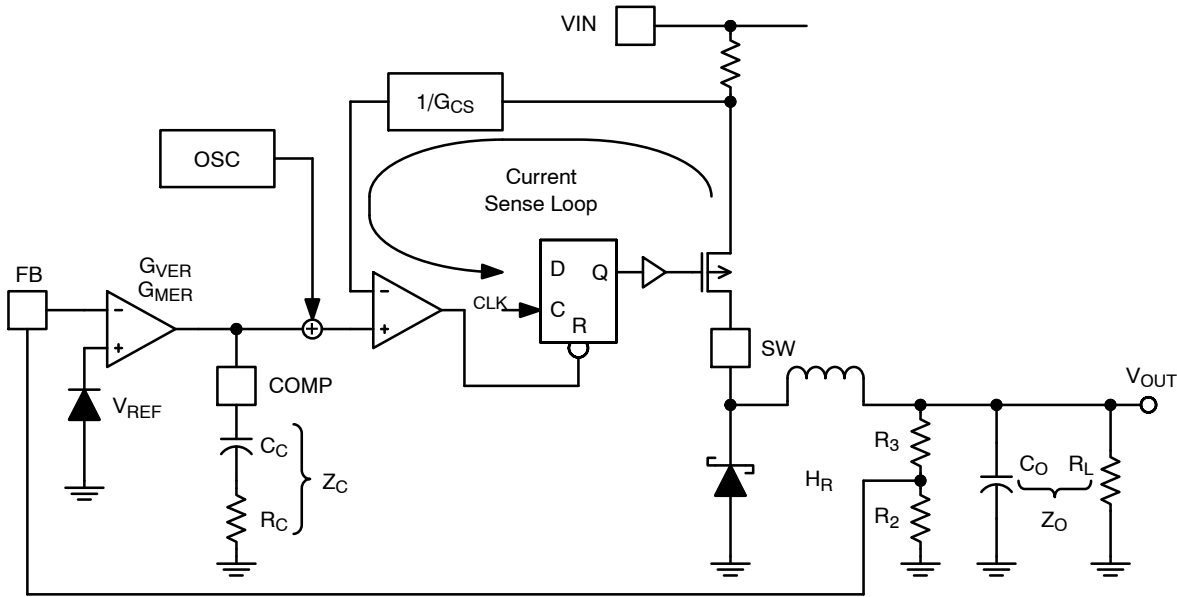 VIN
1/GCS
OSC
Current
Sense Loop
FB
GVER
GMER
D
Q
CLK
C
R
SW
COMP
VREF
VOUT
CC
ZC
RC
R3
HR
R2
CO
RL
ZO